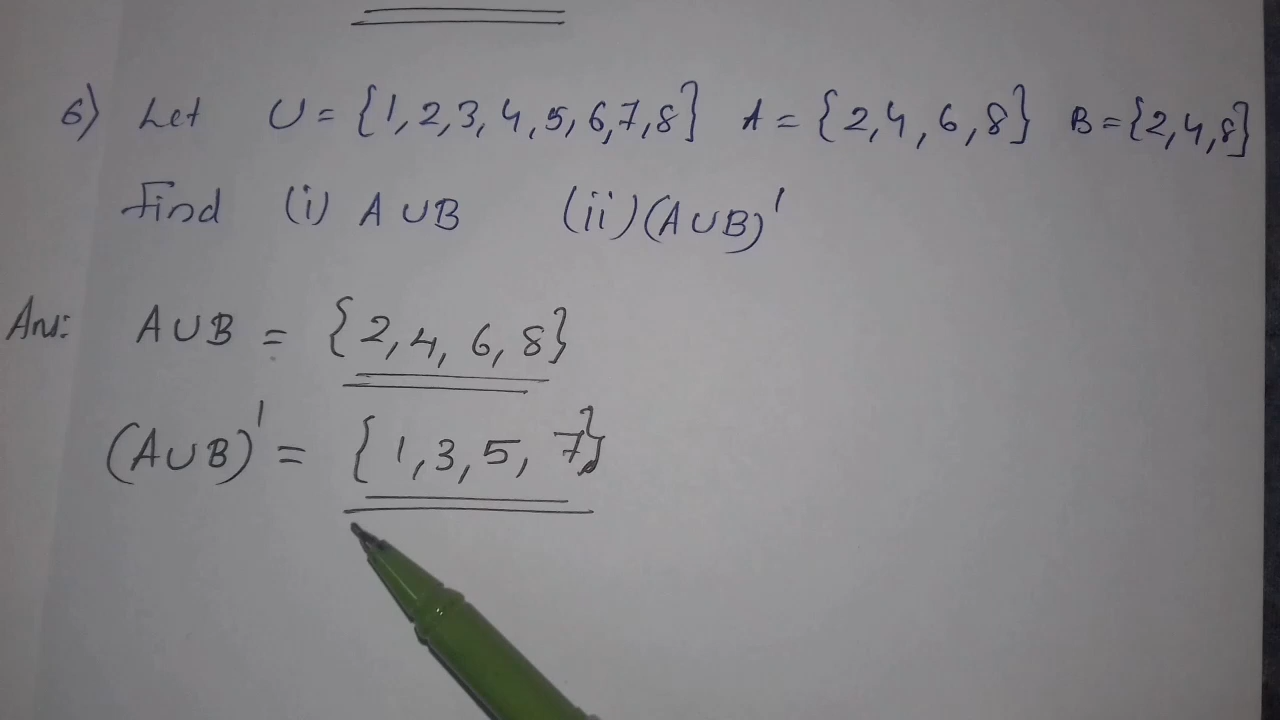 6) Let U = {1, 2, 3, 4, 5, 6, 7, 8} A = {2, 4, 6, 8} B = {2, 4, 8}
Find (i) A ∪ B (ii) (A ∪ B)'
Ans: A ∪ B = {2, 4, 6, 8}
(A ∪ B)' = {1, 3, 5, 7}